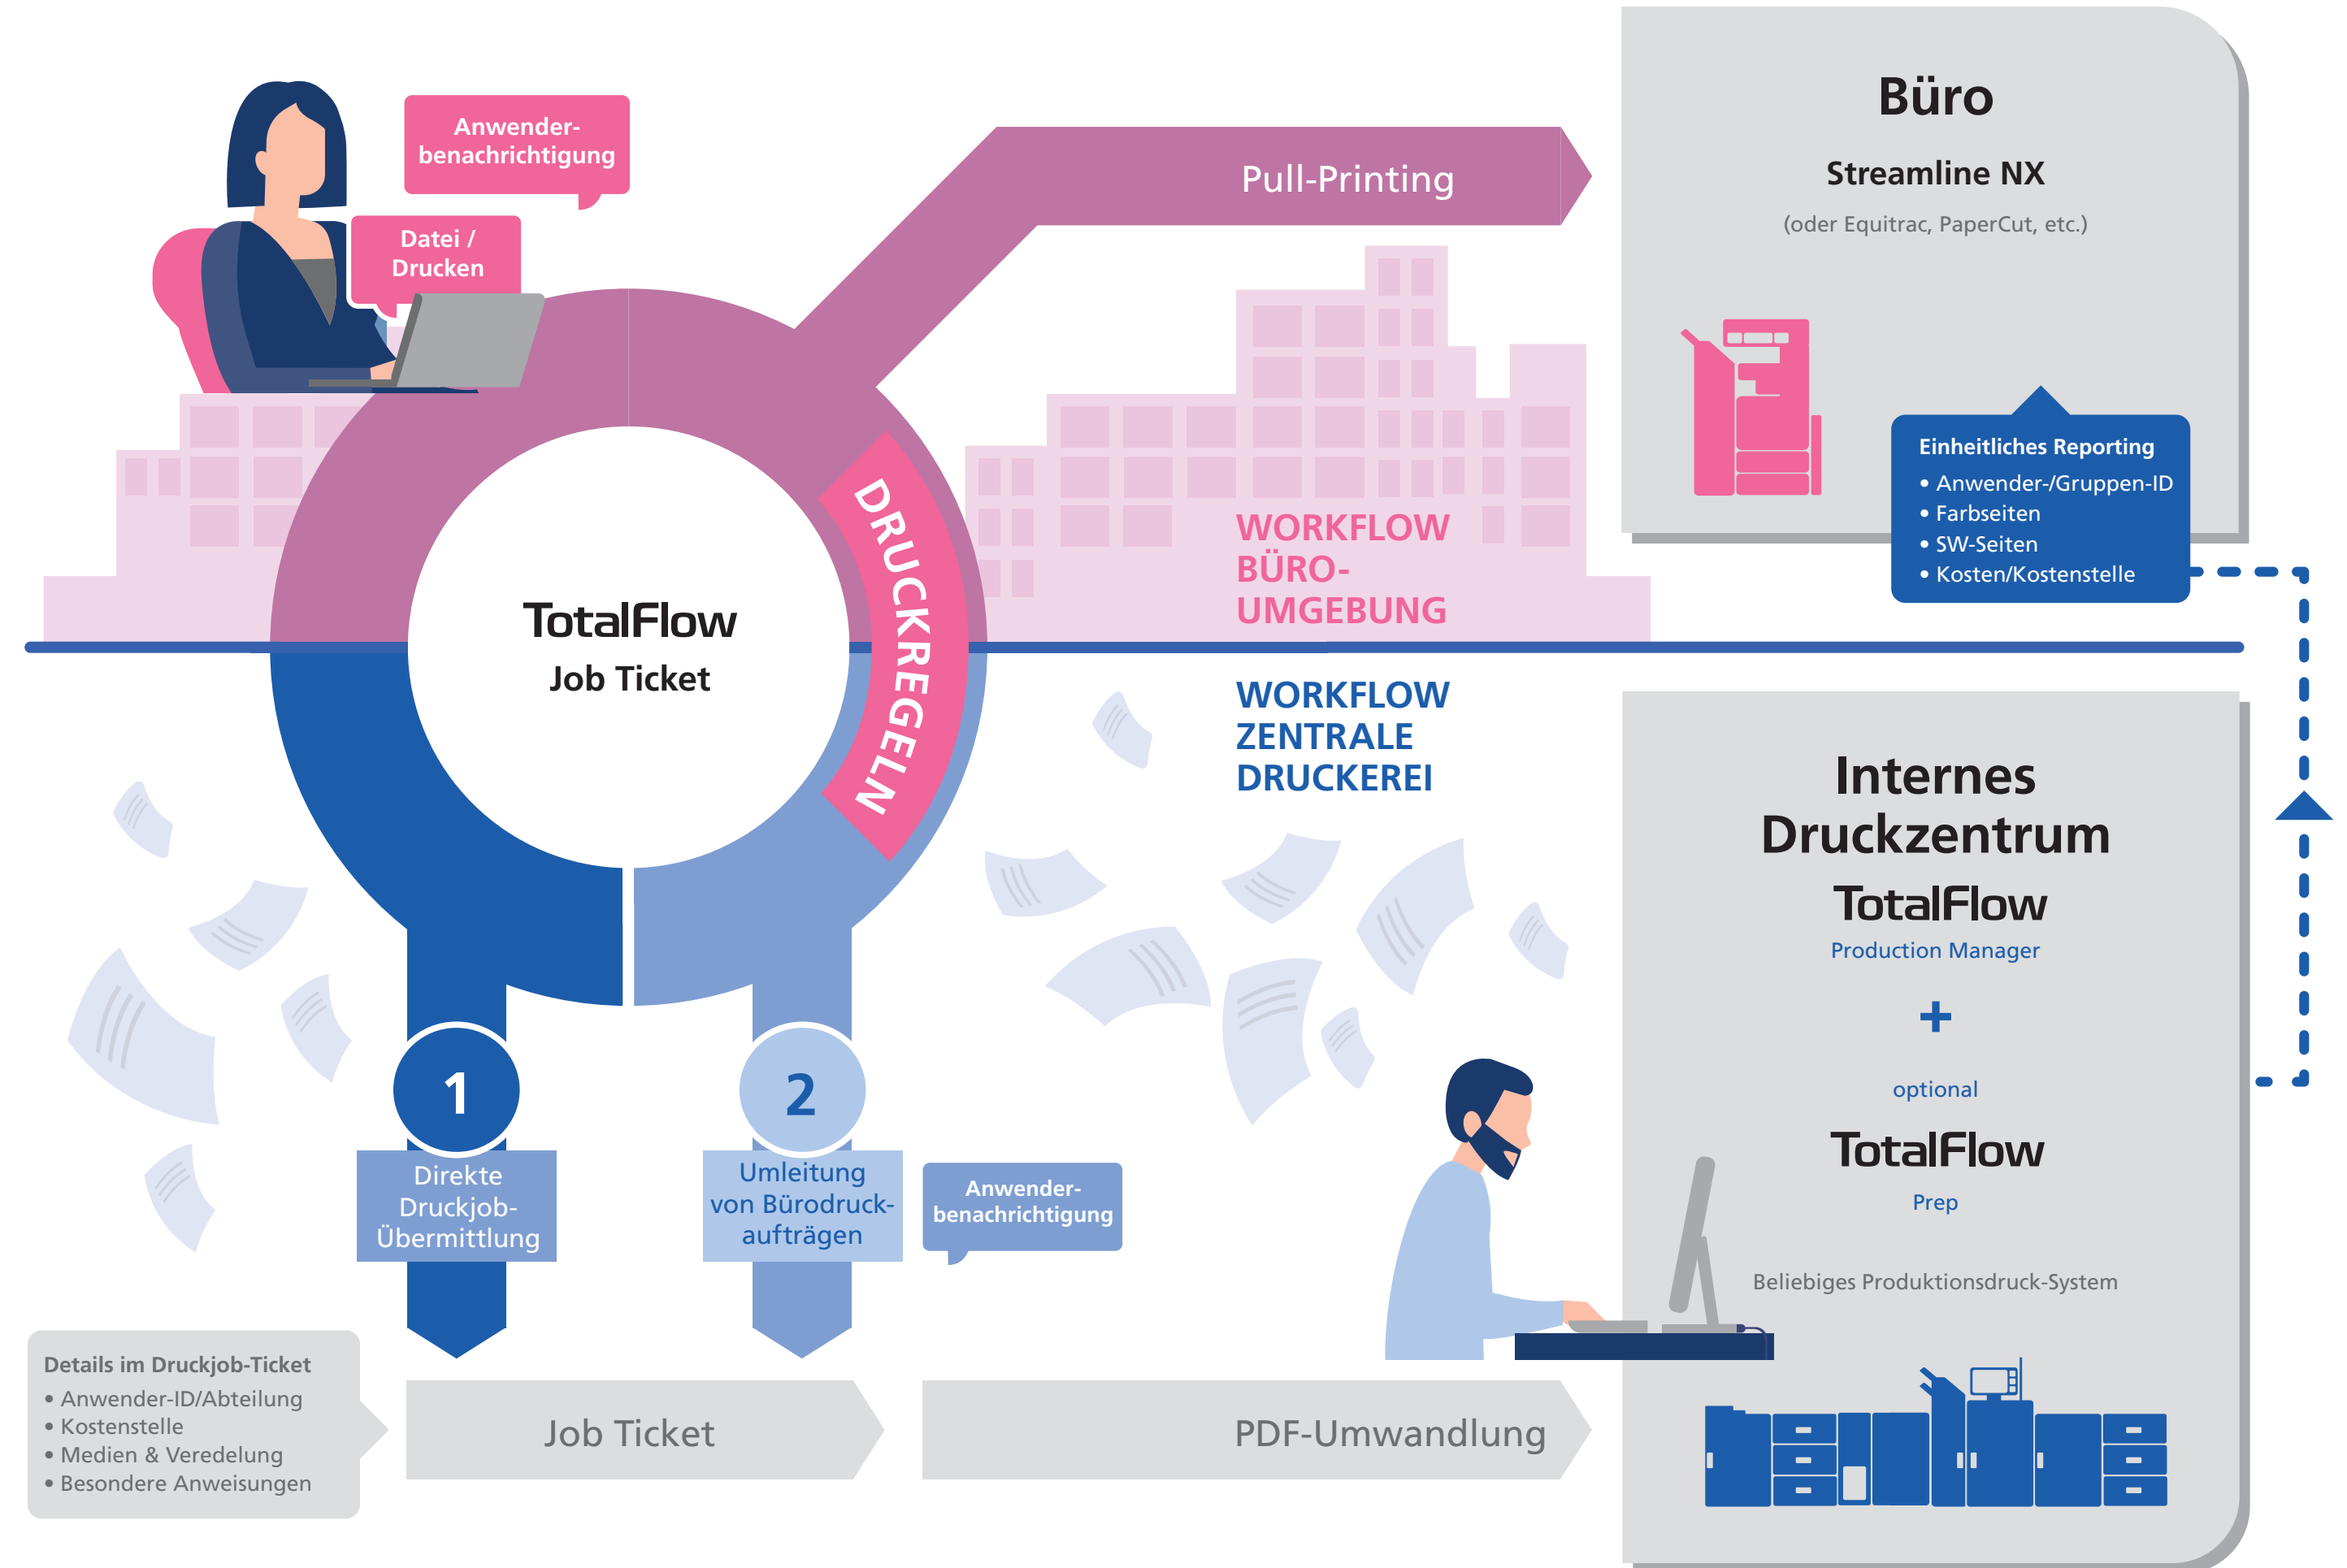 Anwender-
benachrichtigung
Datei /
Drucken
Pull-Printing
Büro
Streamline NX
(oder Equitrac, PaperCut, etc.)
Einheitliches Reporting
• Anwender-/Gruppen-ID
• Farbseiten
• SW-Seiten
• Kosten/Kostenstelle
TotalFlow
Job Ticket
DRUCKREGELN
WORKFLOW
BÜRO-
UMGEBUNG
WORKFLOW
ZENTRALE
DRUCKEREI
Internes
Druckzentrum
TotalFlow
Production Manager
+
optional
TotalFlow
Prep
Beliebiges Produktionsdruck-System
1
Direkte
Druckjob-
Übermittlung
2
Umleitung
von Bürodruck-
aufträgen
Anwender-
benachrichtigung
Details im Druckjob-Ticket
• Anwender-ID/Abteilung
• Kostenstelle
• Medien & Veredelung
• Besondere Anweisungen
Job Ticket
PDF-Umwandlung